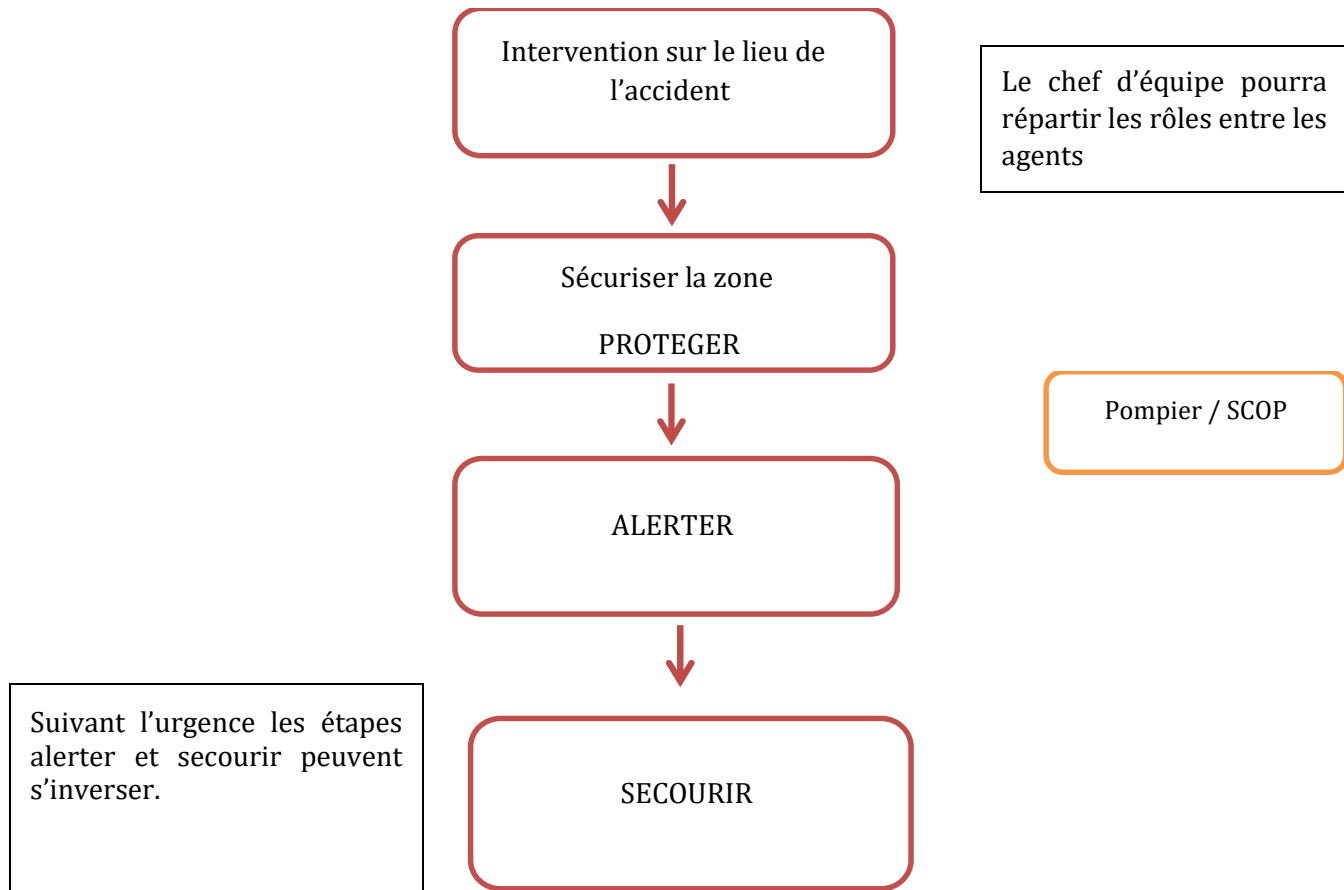 Intervention sur le lieu de
l’accident
Le chef d’équipe pourra
répartir les rôles entre les
agents
Sécuriser la zone
PROTEGER
Pompier / SCOP
ALERTER
Suivant l’urgence les étapes
alerter et secourir peuvent
s’inverser.
SECOURIR